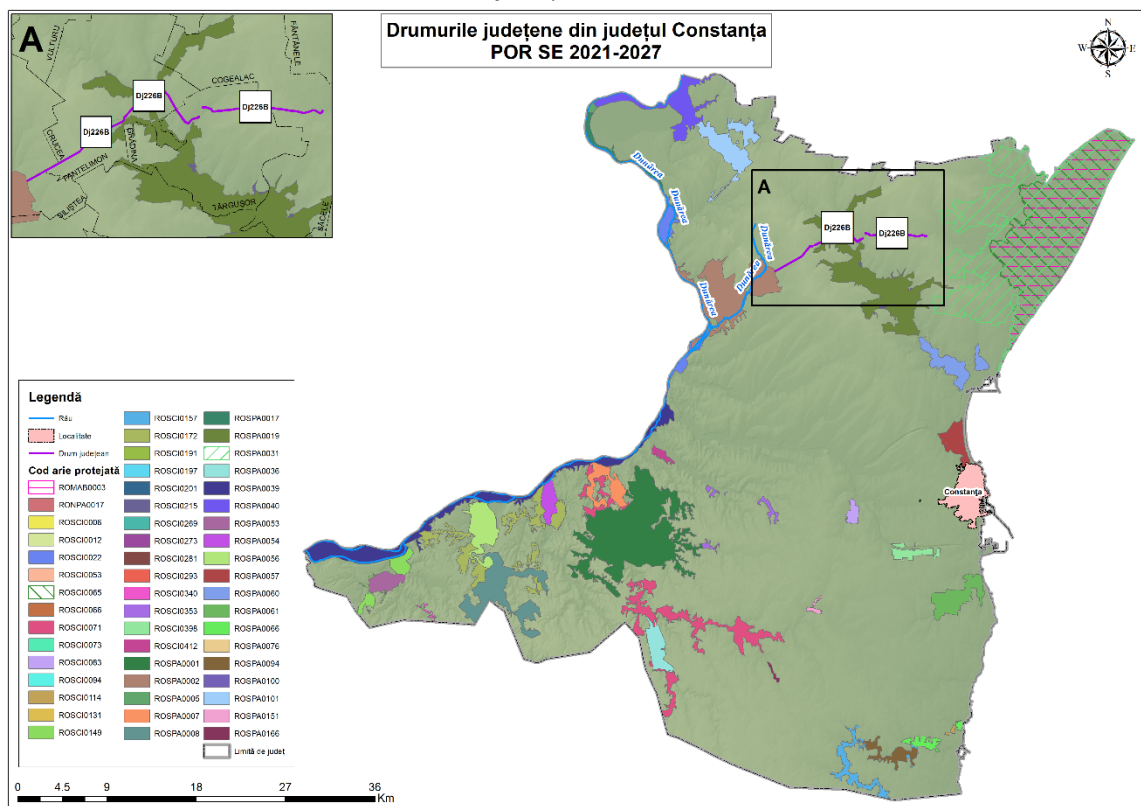 Drumurile județene din județul Constanța
POR SE 2021-2027
N
W
E
S
A
VULTURU
FÂNTÂNELE
COGEALAC
Dj226B
Dj226B
Dj226B
CRUCEA
GRĂDINA
PANTELIMON
SILIȘTEA
TÂRGUȘOR
SĂCELE
A
Dj226B
Dj226B
Dunărea
Dunărea
Dunărea
Dunărea
Dunărea
Constanța
Legendă
Râu
Localitate
Drum județean
Cod arie protejată
ROMAB0003
RONPA0017
ROSCI0006
ROSCI0012
ROSCI0022
ROSCI0053
ROSCI0065
ROSCI0066
ROSCI0071
ROSCI0073
ROSCI0083
ROSCI0094
ROSCI0114
ROSCI0131
ROSCI0149
ROSCI0157
ROSCI0172
ROSCI0191
ROSCI0197
ROSCI0201
ROSCI0215
ROSCI0269
ROSCI0273
ROSCI0281
ROSCI0293
ROSCI0340
ROSCI0353
ROSCI0398
ROSCI0412
ROSPA0001
ROSPA0002
ROSPA0005
ROSPA0007
ROSPA0008
ROSPA0017
ROSPA0019
ROSPA0031
ROSPA0036
ROSPA0039
ROSPA0040
ROSPA0053
ROSPA0054
ROSPA0056
ROSPA0057
ROSPA0060
ROSPA0061
ROSPA0066
ROSPA0076
ROSPA0094
ROSPA0100
ROSPA0101
ROSPA0151
ROSPA0166
Limită de județ
0 4.5 9 18 27 36
Km